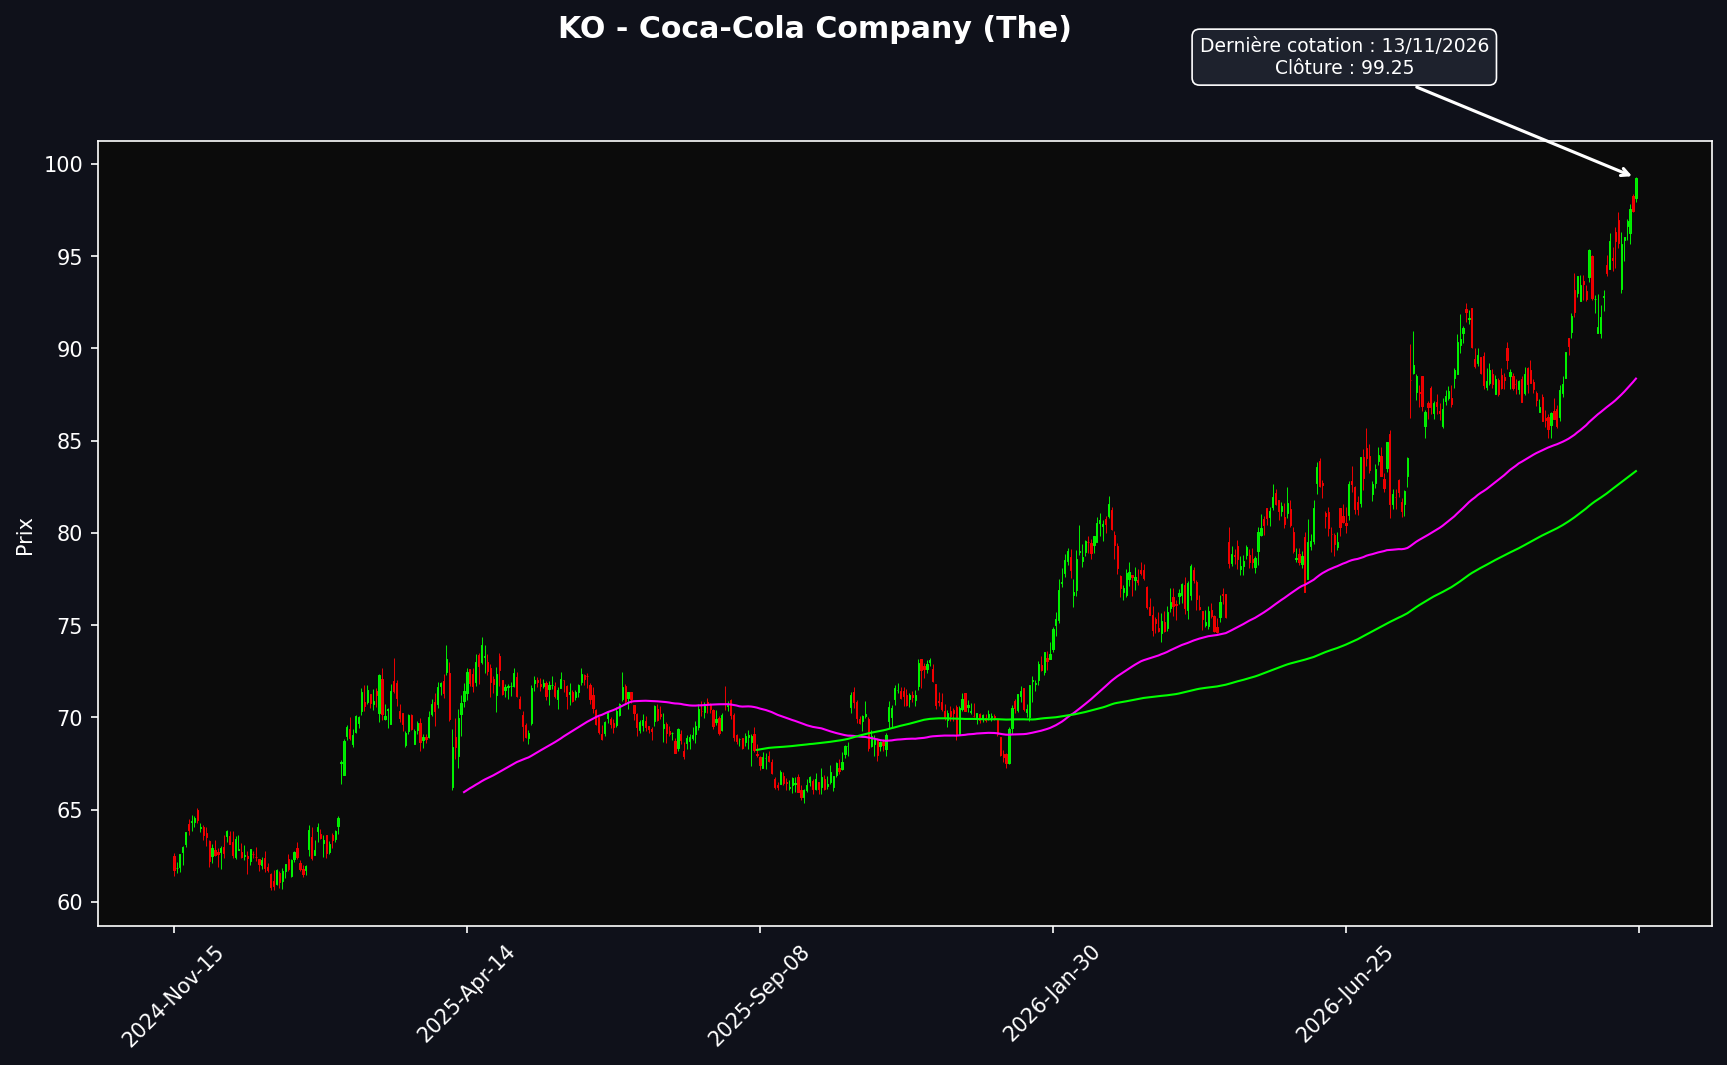 KO - Coca-Cola Company (The)
Dernière cotation : 13/11/2026
Clôture : 99.25
Prix
100
95
90
85
80
75
70
65
60
2024-Nov-15
2025-Apr-14
2025-Sep-08
2026-Jan-30
2026-Jun-25